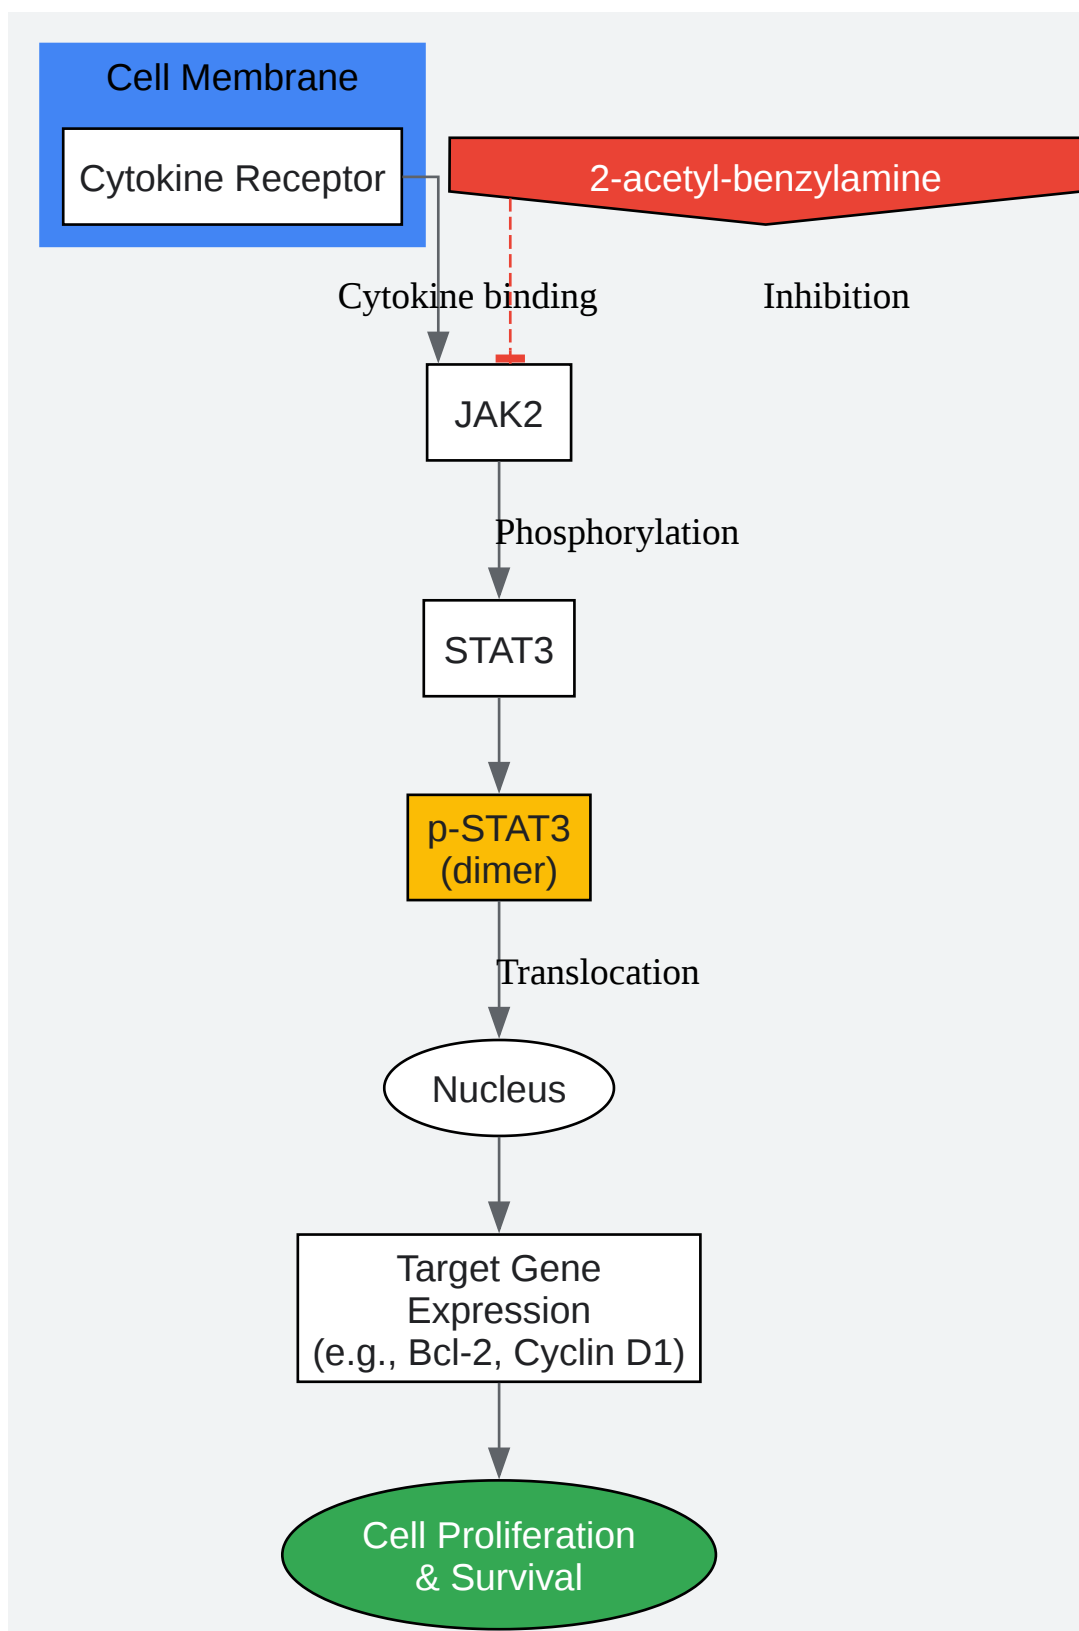 Cell Membrane
Cytokine Receptor
2-acetyl-benzylamine
Cytokine binding
Inhibition
JAK2
Phosphorylation
STAT3
p-STAT3
(dimer)
Translocation
Nucleus
Target Gene
Expression
(e.g., Bcl-2, Cyclin D1)
Cell Proliferation
& Survival